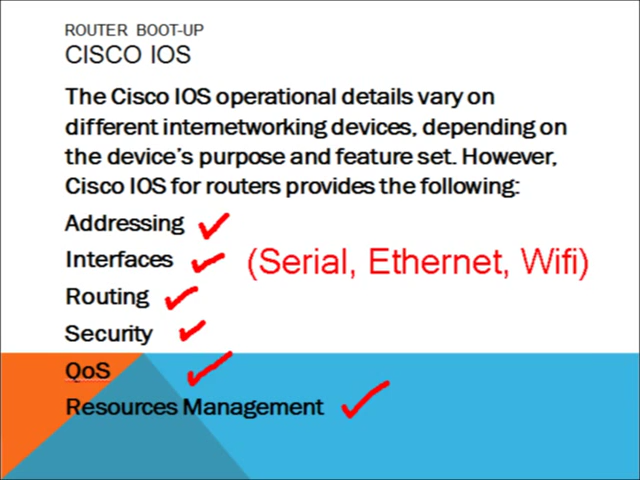 ROUTER BOOT-UP
CISCO IOS
The Cisco IOS operational details vary on
different internetworking devices, depending on
the device's purpose and feature set. However,
Cisco IOS for routers provides the following:
Addressing
Interfaces (Serial, Ethernet, Wifi)
Routing
Security
QoS
Resources Management